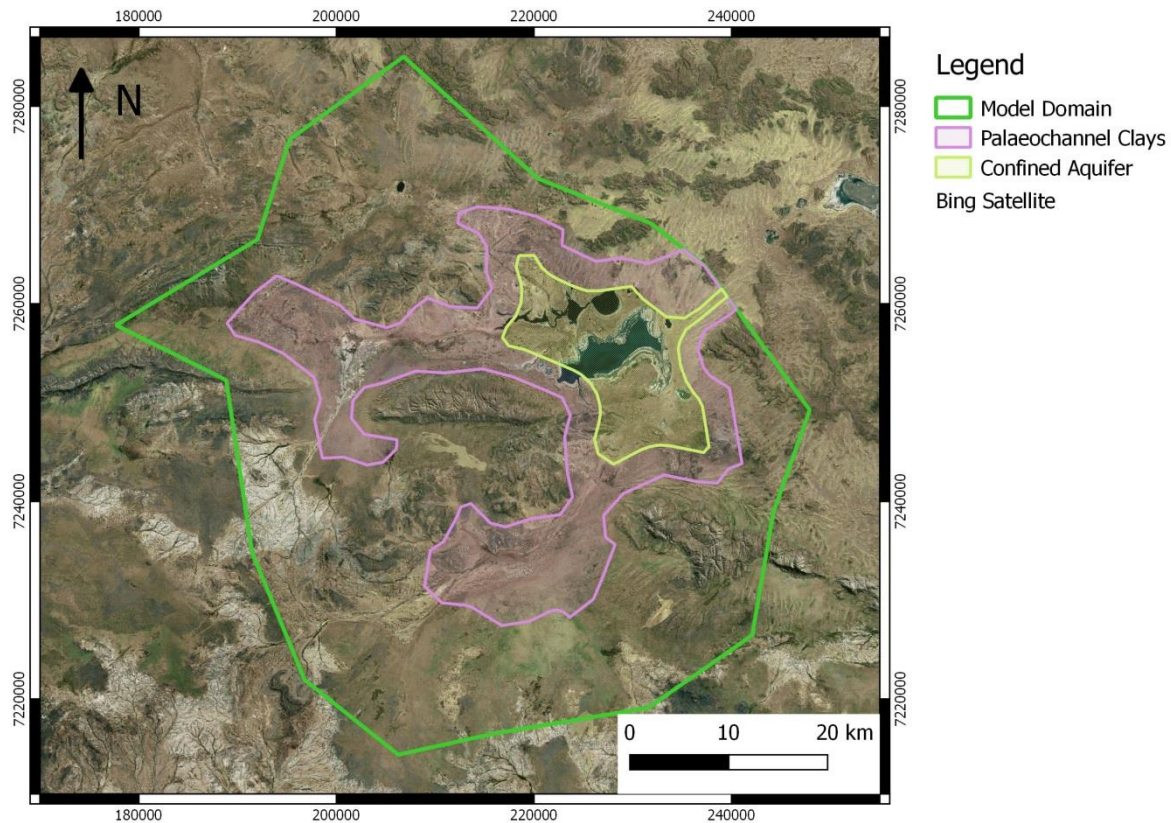 180000 200000 220000 240000
Legend
Model Domain
Palaeochannel Clays
Confined Aquifer
Bing Satellite
N
7280000 7280000
7260000 7260000
7240000 7240000
7220000 7220000
0 10 20 km
180000 200000 220000 240000